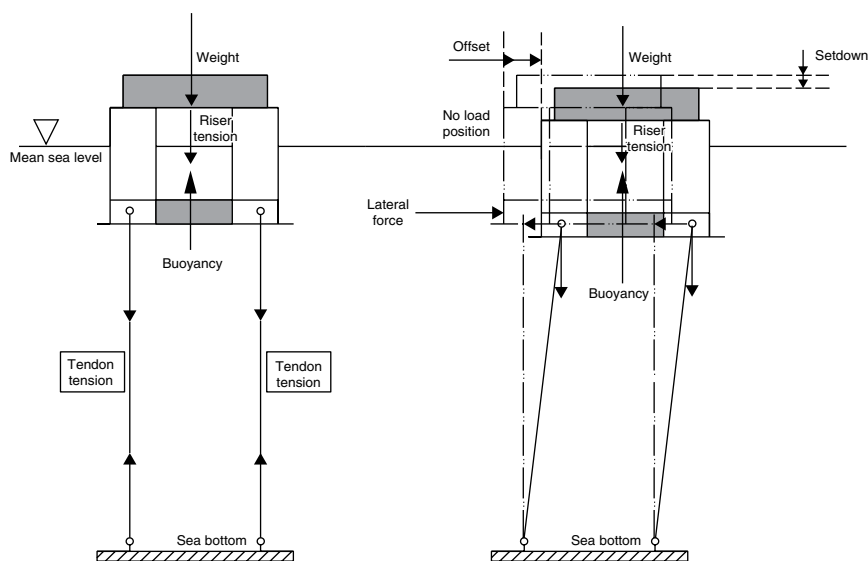 Weight
Riser
tension
Mean sea level
Buoyancy
Tendon
tension
Tendon
tension
Sea bottom
Offset
Weight
Setdown
No load
position
Riser
tension
Lateral
force
Buoyancy
Sea bottom